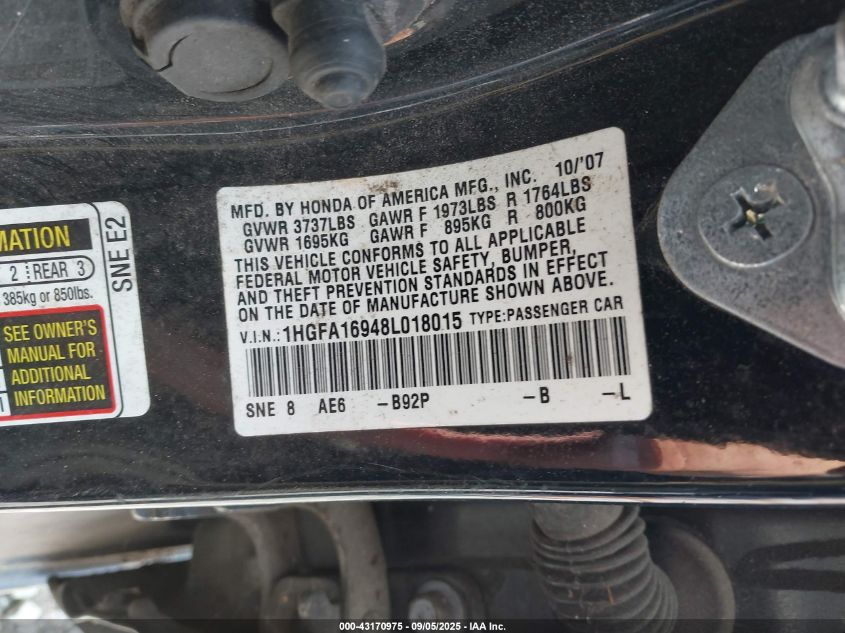 MFD. BY HONDA OF AMERICA MFG., INC. 10/'07
GVWR 3737LBS GAWR F 1973LBS R 1764LBS
GVWR 1695KG GAWR F 895KG R 800KG
THIS VEHICLE CONFORMS TO ALL APPLICABLE
FEDERAL MOTOR VEHICLE SAFETY, BUMPER,
AND THEFT PREVENTION STANDARDS IN EFFECT
ON THE DATE OF MANUFACTURE SHOWN ABOVE.
V.I.N.: 1HGFA16948L018015 TYPE:PASSENGER CAR
SNE 8 AE6 -B92P -B -L
2 REAR 3
385kg or 850lbs.
SEE OWNER'S
MANUAL FOR
ADDITIONAL
INFORMATION
SNE E2
000-43170975 - 09/05/2025 - IAA Inc.